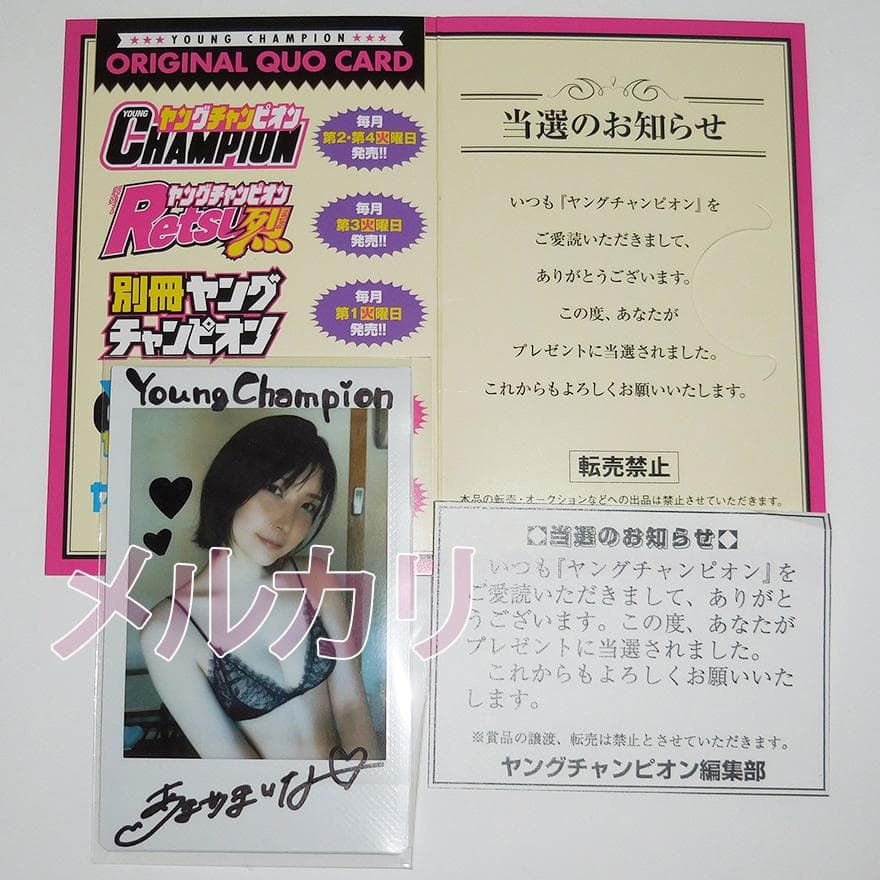 ★★★ YOUNG CHAMPION ★★★
ORIGINAL QUO CARD
YOUNG
ヤングチャンピオン
CHAMPION
毎月
第2・第4火曜日
発売!!
ヤングチャンピオン
Retsu烈
毎月
第3火曜日
発売!!
別冊ヤング
チャンピオン
毎月
第1火曜日
発売!!
当選のお知らせ
いつも『ヤングチャンピオン』を
ご愛読いただきまして、
ありがとうございます。
この度、あなたが
プレゼントに当選されました。
これからもよろしくお願いいたします。
転売禁止
本品の転売・オークションなどへの出品は禁止させていただきます。
Young Champion
メルカリ
当選のお知らせ
いつも『ヤングチャンピオン』を
ご愛読いただきまして、ありがと
うございます。この度、あなたが
プレゼントに当選されました。
これからもよろしくお願いいた
します。
※賞品の譲渡、転売は禁止とさせていただきます。
ヤングチャンピオン編集部